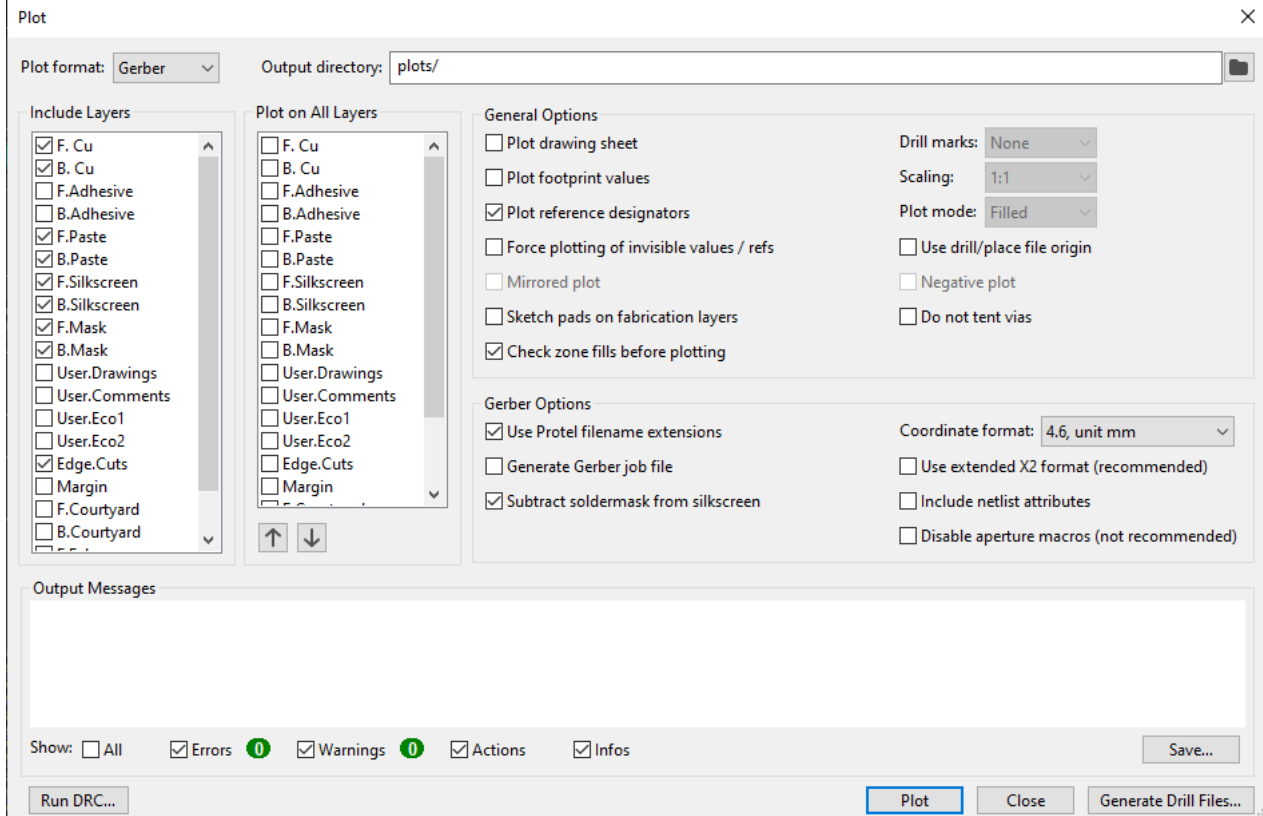 Plot
Plot format: Gerber
Output directory: plots/
Include Layers
F. Cu
B. Cu
F.Adhesive
B.Adhesive
F.Paste
B.Paste
F.Silkscreen
B.Silkscreen
F.Mask
B.Mask
User.Drawings
User.Comments
User.Eco1
User.Eco2
Edge.Cuts
Margin
F.Courtyard
B.Courtyard
Plot on All Layers
F. Cu
B. Cu
F.Adhesive
B.Adhesive
F.Paste
B.Paste
F.Silkscreen
B.Silkscreen
F.Mask
B.Mask
User.Drawings
User.Comments
User.Eco1
User.Eco2
Edge.Cuts
Margin
General Options
Plot drawing sheet
Plot footprint values
Plot reference designators
Force plotting of invisible values / refs
Mirrored plot
Sketch pads on fabrication layers
Check zone fills before plotting
Drill marks: None
Scaling: 1:1
Plot mode: Filled
Use drill/place file origin
Negative plot
Do not tent vias
Gerber Options
Use Protel filename extensions
Generate Gerber job file
Subtract soldermask from silkscreen
Coordinate format: 4.6, unit mm
Use extended X2 format (recommended)
Include netlist attributes
Disable aperture macros (not recommended)
Output Messages
Show: All Errors 0 Warnings 0 Actions Infos Save...
Run DRC... Plot Close Generate Drill Files...